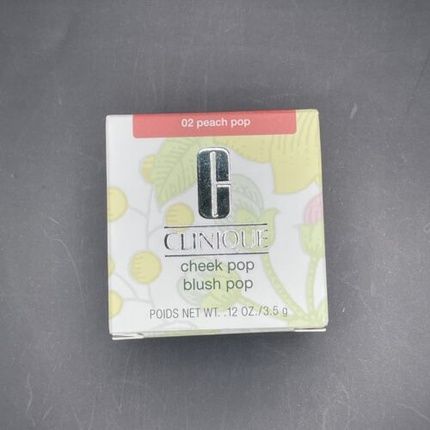 02 peach pop
C
CLINIQUE
cheek pop
blush pop
POIDS NET WT. .12 OZ./3.5 g